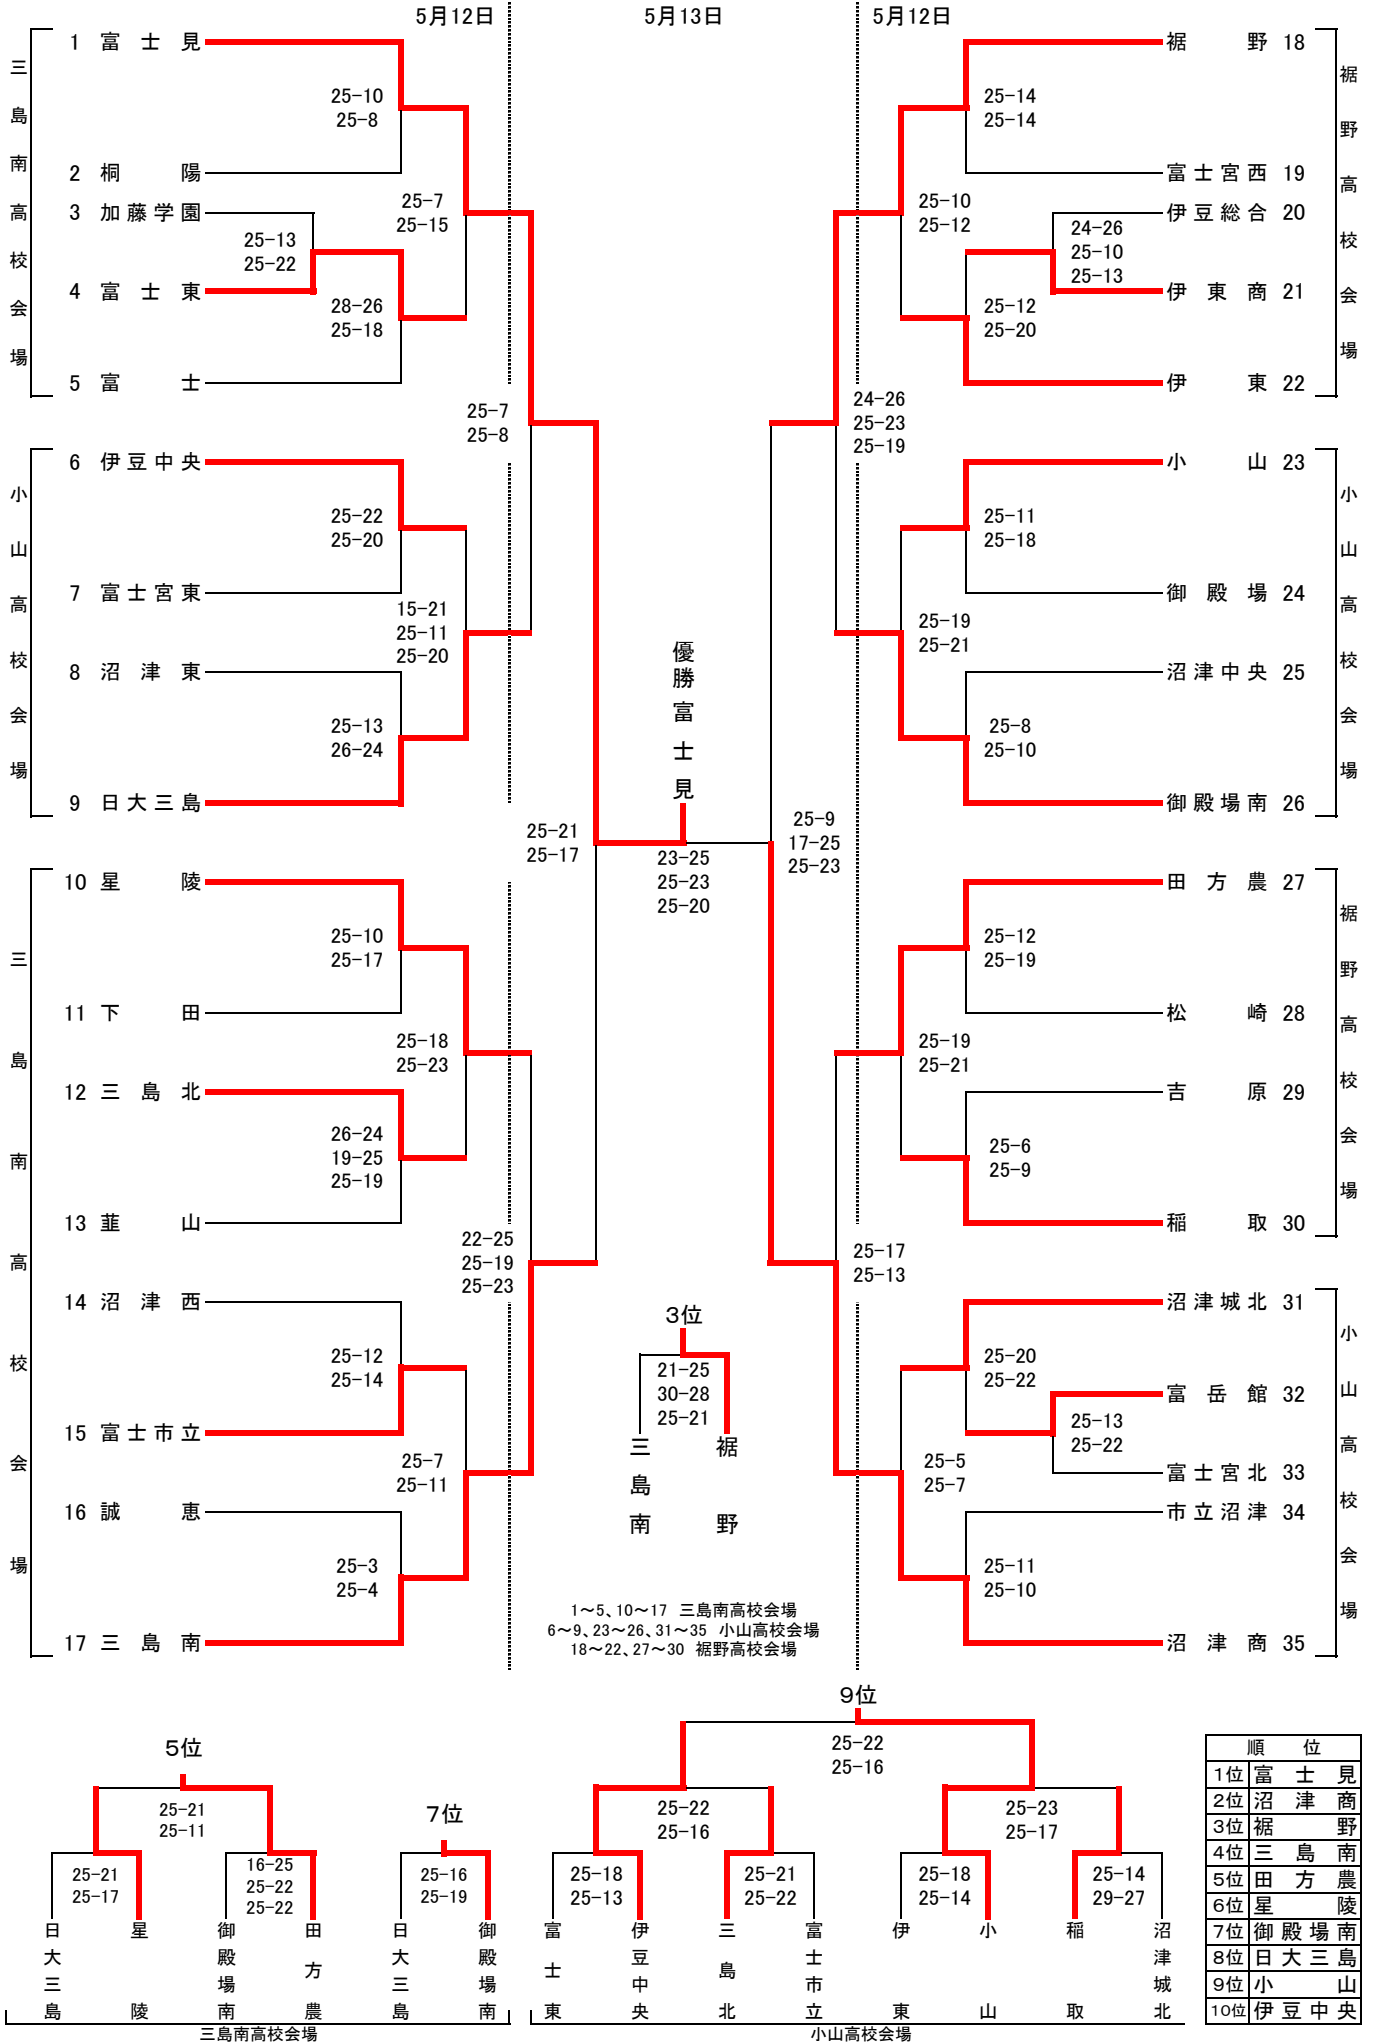 5月12日 5月13日 5月12日
三島南高校会場
1 富士見
25-10
25-8
2 桐陽
25-7
25-15
3 加藤学園
25-13
25-22
4 富士東
28-26
25-18
5 富士
25-7
25-8
小山高校会場
6 伊豆中央
25-22
25-20
7 富士宮東
15-21
25-11
25-20
8 沼津東
25-13
26-24
9 日大三島
25-21
25-17
三島南高校会場
10 星陵
25-10
25-17
11 下田
25-18
25-23
12 三島北
26-24
19-25
25-19
13 韮山
22-25
25-19
25-23
14 沼津西
25-12
25-14
15 富士市立
25-7
25-11
16 誠恵
25-3
25-4
17 三島南
優勝富士見
23-25
25-23
25-20
3位
21-25
30-28
25-21
三島南 裾野
1～5、10～17 三島南高校会場
6～9、23～26、31～35 小山高校会場
18～22、27～30 裾野高校会場
裾野高校会場
裾野 18
25-14
25-14
富士宮西 19
25-10
25-12
伊豆総合 20
24-26
25-10
25-13
伊東商 21
25-12
25-20
伊東 22
24-26
25-23
25-19
小山高校会場
小山 23
25-11
25-18
御殿場 24
25-19
25-21
沼津中央 25
25-8
25-10
御殿場南 26
25-9
17-25
25-23
裾野高校会場
田方農 27
25-12
25-19
松崎 28
25-19
25-21
吉原 29
25-6
25-9
稲取 30
25-17
25-13
小山高校会場
沼津城北 31
25-20
25-22
富岳館 32
25-13
25-22
富士宮北 33
25-5
25-7
市立沼津 34
25-11
25-10
沼津商 35
5位
25-21
25-11
25-21
25-17
16-25
25-22
25-22
日大三島 星陵 御殿場南 田方農
7位
25-16
25-19
日大三島 御殿場南
三島南高校会場
9位
25-22
25-16
25-22
25-16
25-23
25-17
25-18
25-13
25-21
25-22
25-18
25-14
25-14
29-27
富士東 伊豆中央 三島北 富士市立 伊東 小山 稲取 沼津城北
小山高校会場
順位
1位 富士見
2位 沼津商
3位 裾野
4位 三島南
5位 田方農
6位 星陵
7位 御殿場南
8位 日大三島
9位 小山
10位 伊豆中央